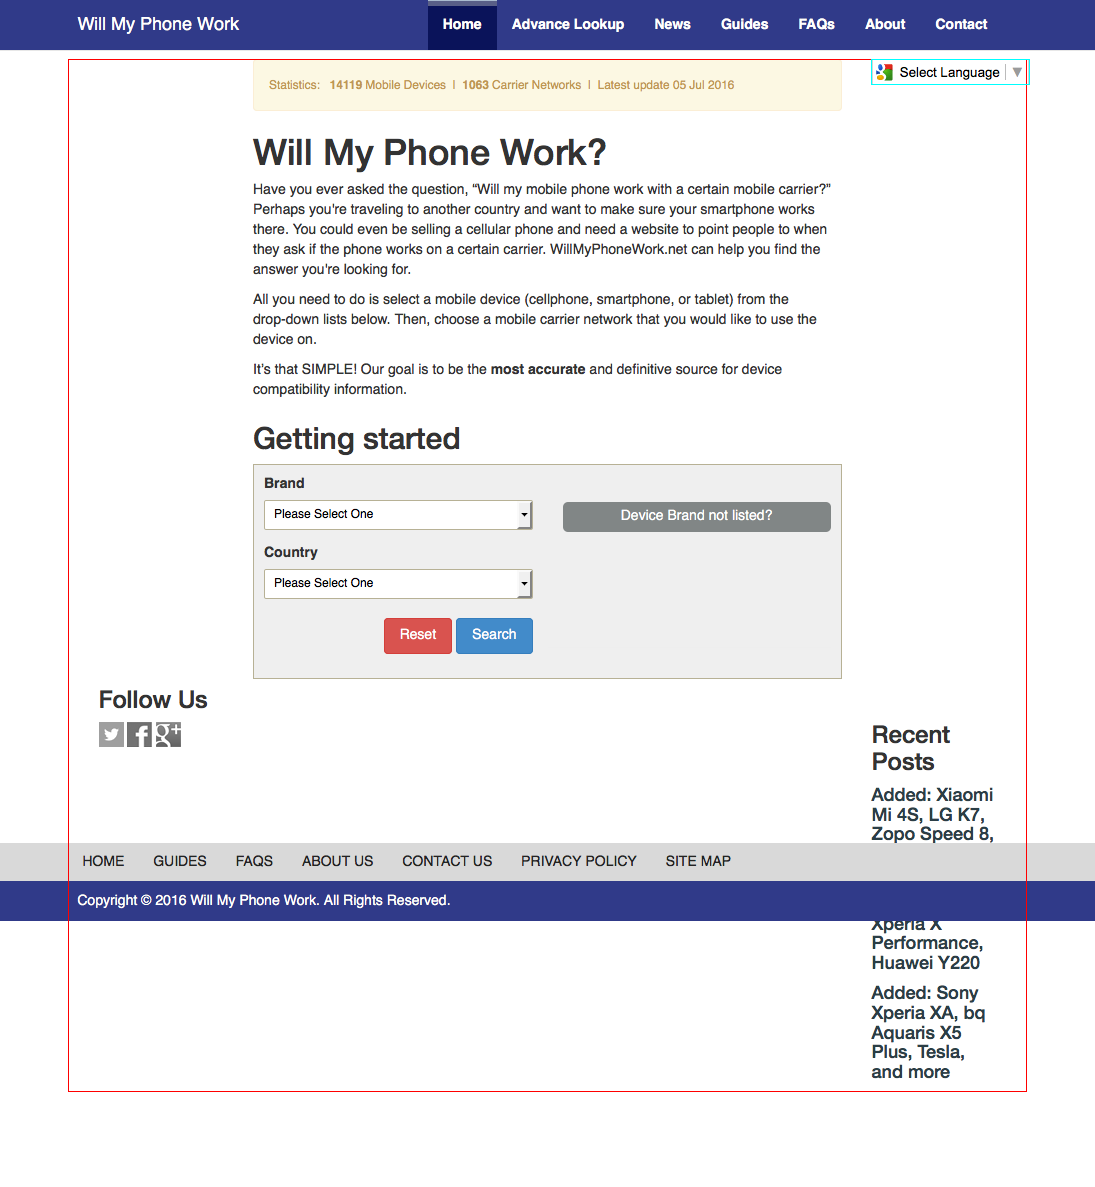 Will My Phone Work
Home Advance Lookup News Guides FAQs About Contact
Statistics: 14119 Mobile Devices | 1063 Carrier Networks | Latest update 05 Jul 2016
Select Language ▼
Will My Phone Work?
Have you ever asked the question, “Will my mobile phone work with a certain mobile carrier?”
Perhaps you're traveling to another country and want to make sure your smartphone works
there. You could even be selling a cellular phone and need a website to point people to when
they ask if the phone works on a certain carrier. WillMyPhoneWork.net can help you find the
answer you're looking for.
All you need to do is select a mobile device (cellphone, smartphone, or tablet) from the
drop-down lists below. Then, choose a mobile carrier network that you would like to use the
device on.
It’s that SIMPLE! Our goal is to be the most accurate and definitive source for device
compatibility information.
Getting started
Brand
Please Select One
Device Brand not listed?
Country
Please Select One
Reset Search
Follow Us
Recent
Posts
Added: Xiaomi
Mi 4S, LG K7,
Zopo Speed 8,
HOME GUIDES FAQS ABOUT US CONTACT US PRIVACY POLICY SITE MAP
Copyright © 2016 Will My Phone Work. All Rights Reserved.
Xperia X
Performance,
Huawei Y220
Added: Sony
Xperia XA, bq
Aquaris X5
Plus, Tesla,
and more